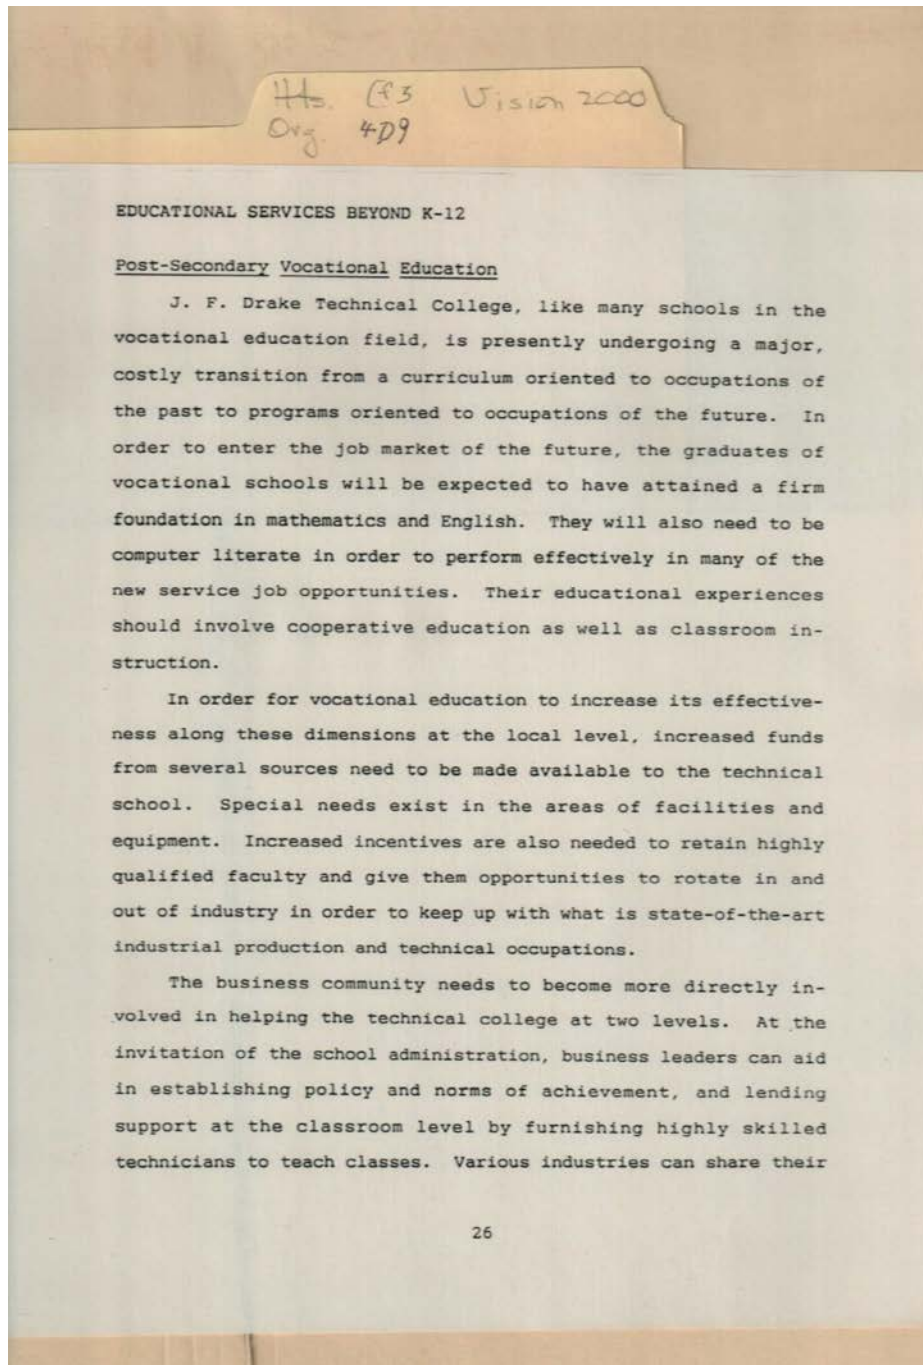 Hts. Cf3 Vision 2000
Org. 4D9
EDUCATIONAL SERVICES BEYOND K-12
Post-Secondary Vocational Education
J. F. Drake Technical College, like many schools in the
vocational education field, is presently undergoing a major,
costly transition from a curriculum oriented to occupations of
the past to programs oriented to occupations of the future. In
order to enter the job market of the future, the graduates of
vocational schools will be expected to have attained a firm
foundation in mathematics and English. They will also need to be
computer literate in order to perform effectively in many of the
new service job opportunities. Their educational experiences
should involve cooperative education as well as classroom in-
struction.
In order for vocational education to increase its effective-
ness along these dimensions at the local level, increased funds
from several sources need to be made available to the technical
school. Special needs exist in the areas of facilities and
equipment. Increased incentives are also needed to retain highly
qualified faculty and give them opportunities to rotate in and
out of industry in order to keep up with what is state-of-the-art
industrial production and technical occupations.
The business community needs to become more directly in-
volved in helping the technical college at two levels. At the
invitation of the school administration, business leaders can aid
in establishing policy and norms of achievement, and lending
support at the classroom level by furnishing highly skilled
technicians to teach classes. Various industries can share their
26